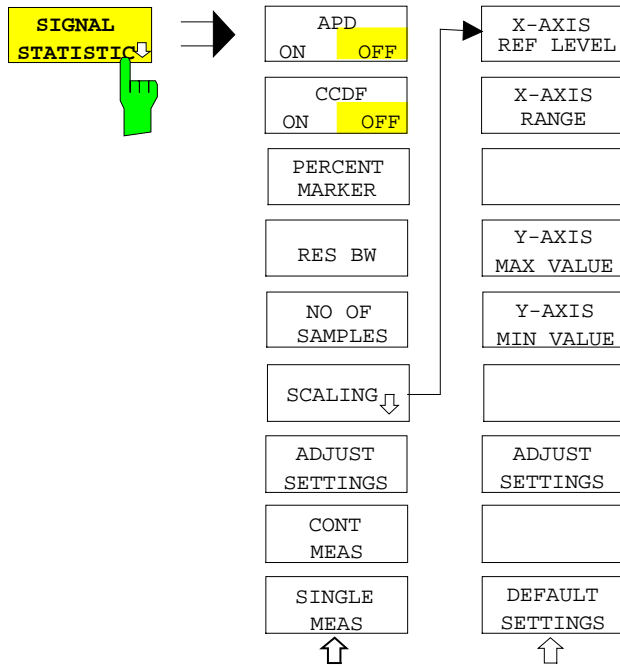 SIGNAL
STATISTIC
APD
ON OFF
CCDF
ON OFF
PERCENT
MARKER
RES BW
NO OF
SAMPLES
SCALING
ADJUST
SETTINGS
CONT
MEAS
SINGLE
MEAS
X-AXIS
REF LEVEL
X-AXIS
RANGE
Y-AXIS
MAX VALUE
Y-AXIS
MIN VALUE
ADJUST
SETTINGS
DEFAULT
SETTINGS